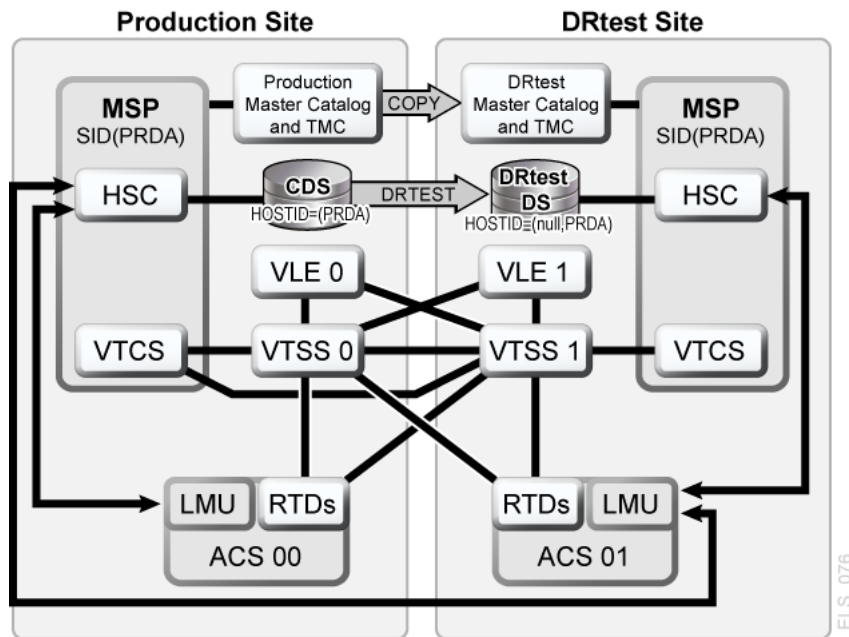 Production Site
DRtest Site
MSP
SID(PRDA)
Production
Master Catalog
and TMC
COPY
DRtest
Master Catalog
and TMC
MSP
SID(PRDA)
HSC
CDS
HOSTID=(PRDA)
DRTEST
DRtest
DS
HOSTID=(null,PRDA)
HSC
VLE 0
VLE 1
VTCS
VTSS 0
VTSS 1
VTCS
LMU
RTDs
ACS 00
RTDs
LMU
ACS 01
ELS_076